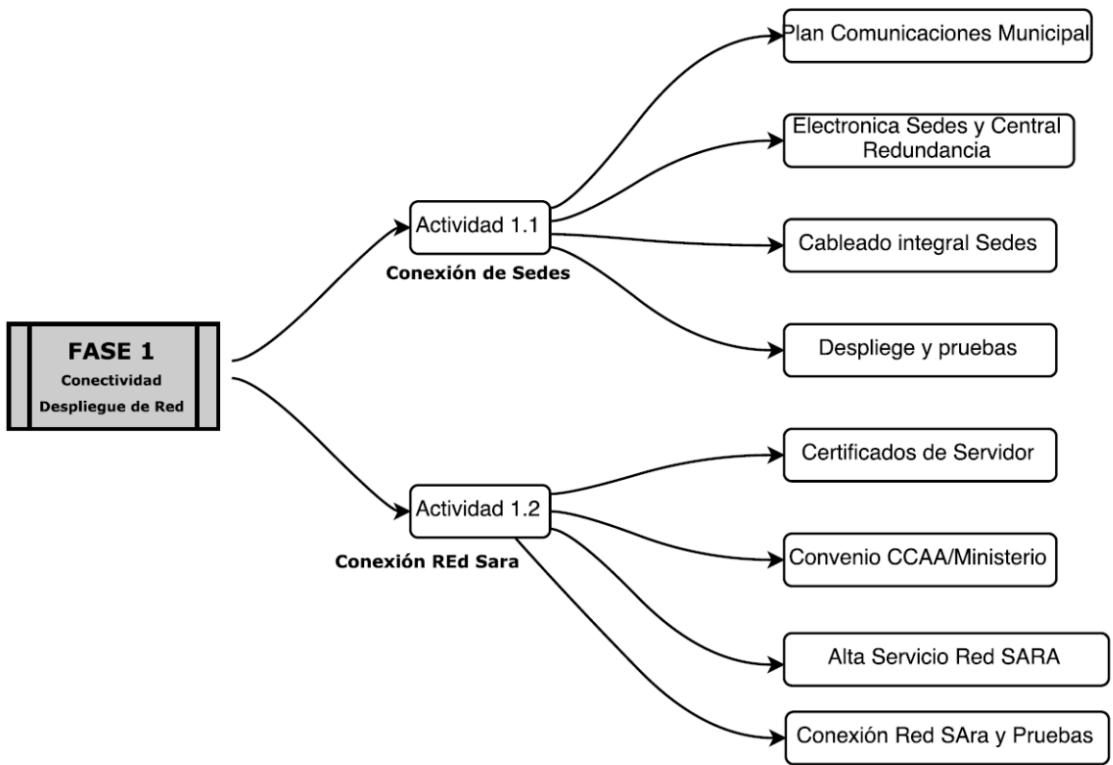 FASE 1
Conectividad
Despliegue de Red
Actividad 1.1
Conexión de Sedes
Plan Comunicaciones Municipal
Electronica Sedes y Central
Redundancia
Cableado integral Sedes
Despliege y pruebas
Actividad 1.2
Conexión REd Sara
Certificados de Servidor
Convenio CCAA/Ministerio
Alta Servicio Red SARA
Conexión Red SAra y Pruebas